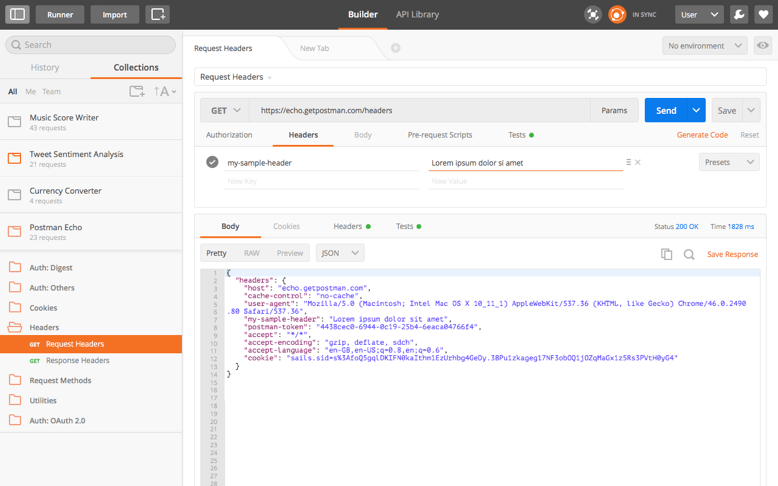 Runner
Import
Builder
API Library
IN SYNC
User
Search
History
Collections
All
Me
Team
A
Music Score Writer
43 requests
Tweet Sentiment Analysis
21 requests
Currency Converter
4 requests
Postman Echo
23 requests
Auth: Digest
Auth: Others
Cookies
Headers
GET Request Headers
GET Response Headers
Request Methods
Utilities
Auth: OAuth 2.0
Request Headers
New Tab
No environment
Request Headers
GET
https://echo.getpostman.com/headers
Params
Send
Save
Authorization
Headers
Body
Pre-request Scripts
Tests
Generate Code
Reset
my-sample-header
Lorem ipsum dolor si amet
Presets
New Key
New Value
Body
Cookies
Headers
Tests
Status 200 OK
Time 1828 ms
Pretty
RAW
Preview
JSON
Save Response
1 {
2 "headers": {
3 "host": "echo.getpostman.com",
4 "cache-control": "no-cache",
5 "user-agent": "Mozilla/5.0 (Macintosh; Intel Mac OS X 10_11_1) AppleWebKit/537.36 (KHTML, like Gecko) Chrome/46.0.2490
6 .80 Safari/537.36",
7 "my-sample-header": "Lorem ipsum dolor sit amet",
8 "postman-token": "4438cec0-6944-0c19-25b4-6eaca04766f4",
9 "accept": "*/*",
10 "accept-encoding": "gzip, deflate, sdch",
11 "accept-language": "en-GB,en-US;q=0.8,en;q=0.6",
12 "cookie":
13 }
14 }
15
16
17
18
19
20
21
22
23
24
25
26
27
28